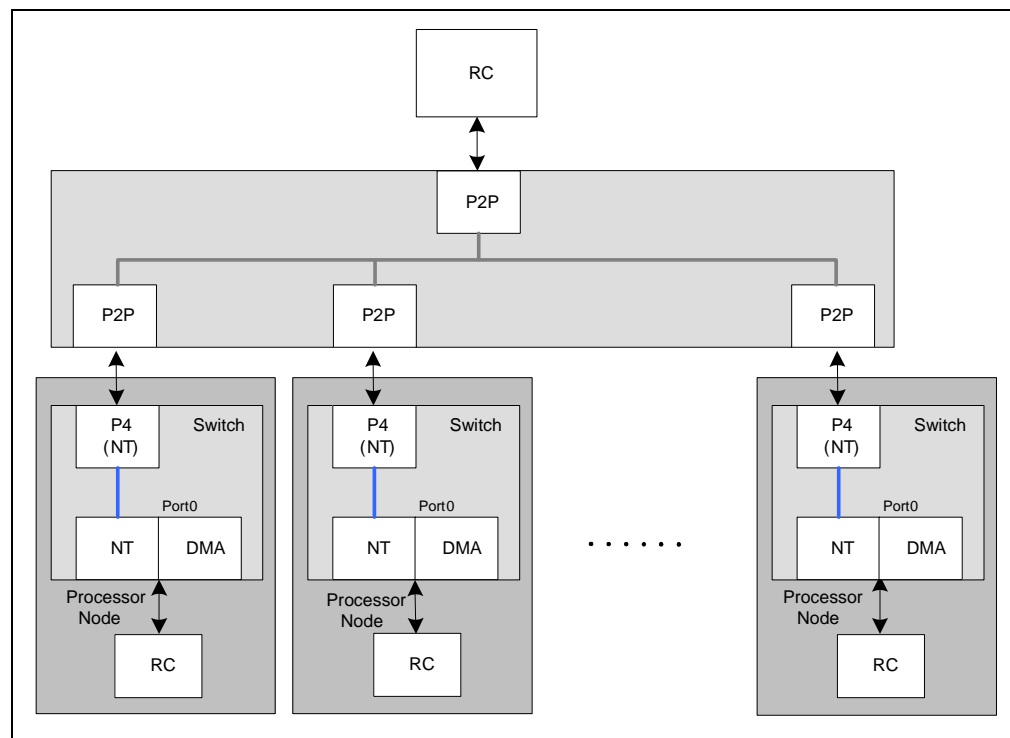 RC
P2P
P2P
P2P
P2P
P4
(NT)
Switch
Port0
NT
DMA
Processor
Node
RC
P4
(NT)
Switch
Port0
NT
DMA
Processor
Node
RC
. . . . . .
P4
(NT)
Switch
Port0
NT
DMA
Processor
Node
RC